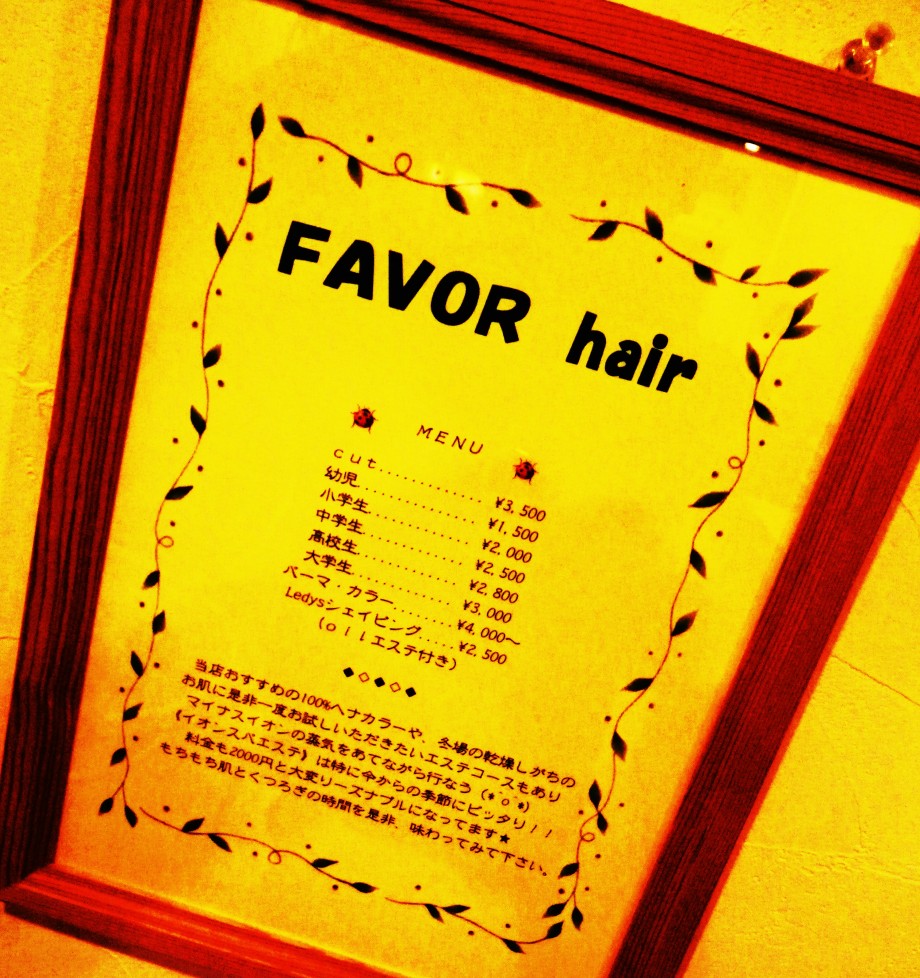 FAVOR hair
MENU
cut......................¥3,500
幼児......................¥1,500
小学生....................¥2,000
中学生....................¥2,500
高校生....................¥2,800
大学生....................¥3,000
パーマ・カラー........¥4,000〜
Ledysシェイビング.....¥2,500
(oilエステ付き)
◆◇◆◇◆
当店おすすめの100%ヘナカラーや、冬場の乾燥しがちの
お肌に是非一度お試しいただきたいエステコースもあり
マイナスイオンの蒸気をあてながら行なう(*°o°*)
《イオンスパエステ》は特に今からの季節にピッタリ!!
料金も2000円と大変リーズナブルになってます★
もちもち肌とくつろぎの時間を是非、味わってみて下さい。